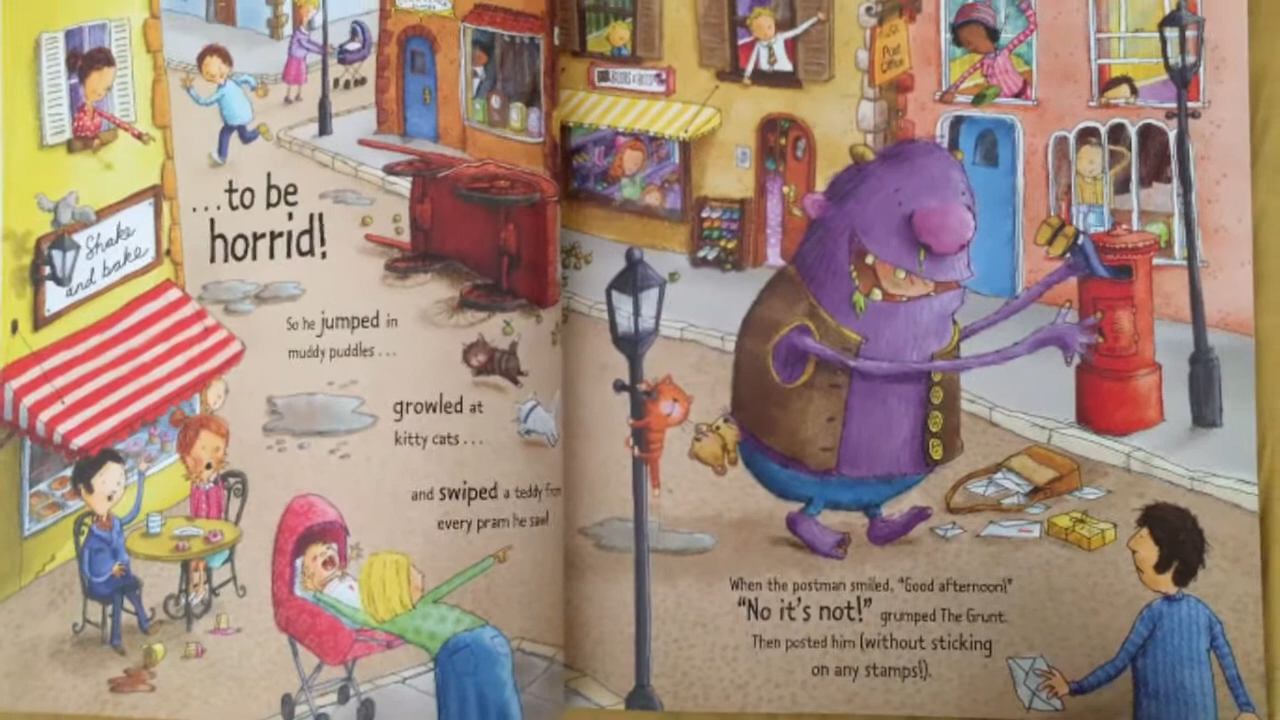 ...to be
horrid!
So he jumped in
muddy puddles...
growled at
kitty cats...
and swiped a teddy from
every pram he saw!
Shake
and bake
Post
Office
When the postman smiled, "Good afternoon!"
"No it's not!" grumped The Grunt.
Then posted him (without sticking
on any stamps!).